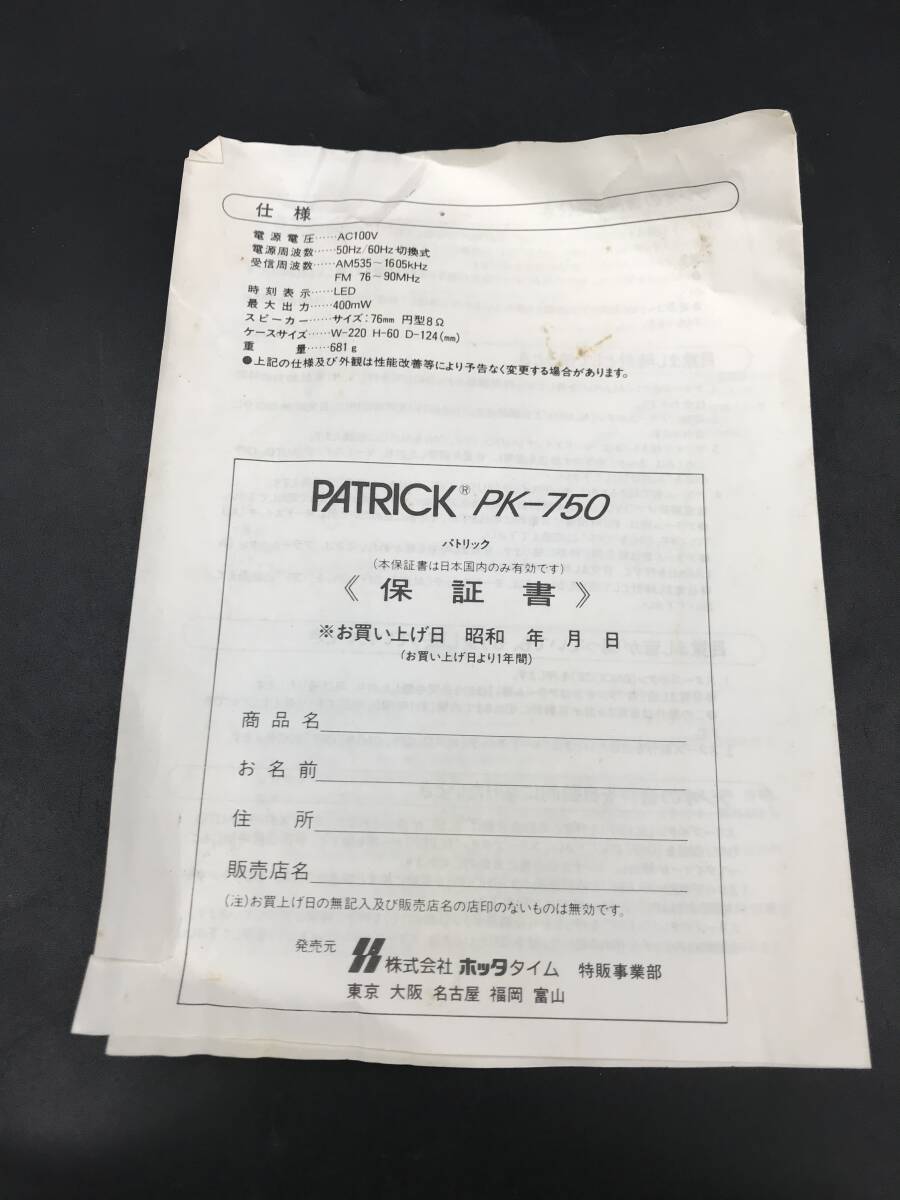 仕様
電源電圧……AC100V
電源周波数……50Hz/60Hz切換式
受信周波数……AM535~1605kHz
FM 76~90MHz
時刻表示……LED
最大出力……400mW
スピーカー……サイズ:76mm 円型8Ω
ケースサイズ……W-220 H-60 D-124(mm)
重量……681g
●上記の仕様及び外観は性能改善等により予告なく変更する場合があります。
PATRICK® PK-750
パトリック
(本保証書は日本国内のみ有効です)
《保証書》
※お買い上げ日 昭和 年 月 日
(お買い上げ日より1年間)
商品名
お名前
住所
販売店名
(注)お買上げ日の無記入及び販売店名の店印のないものは無効です。
発売元 株式会社 ホッタタイム 特販事業部
東京 大阪 名古屋 福岡 富山